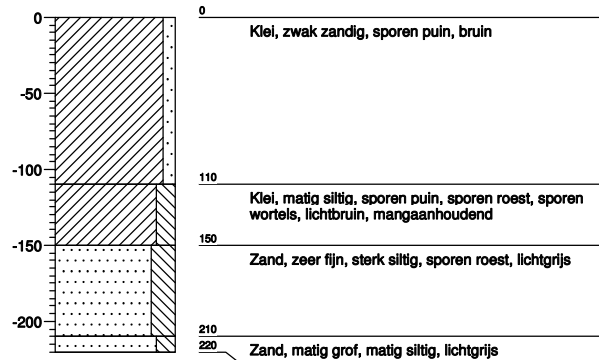 0
0
Klei, zwak zandig, sporen puin, bruin
-50
-100
110
Klei, matig siltig, sporen puin, sporen roest, sporen
wortels, lichtbruin, mangaanhoudend
-150
150
Zand, zeer fijn, sterk siltig, sporen roest, lichtgrijs
-200
210
220
Zand, matig grof, matig siltig, lichtgrijs